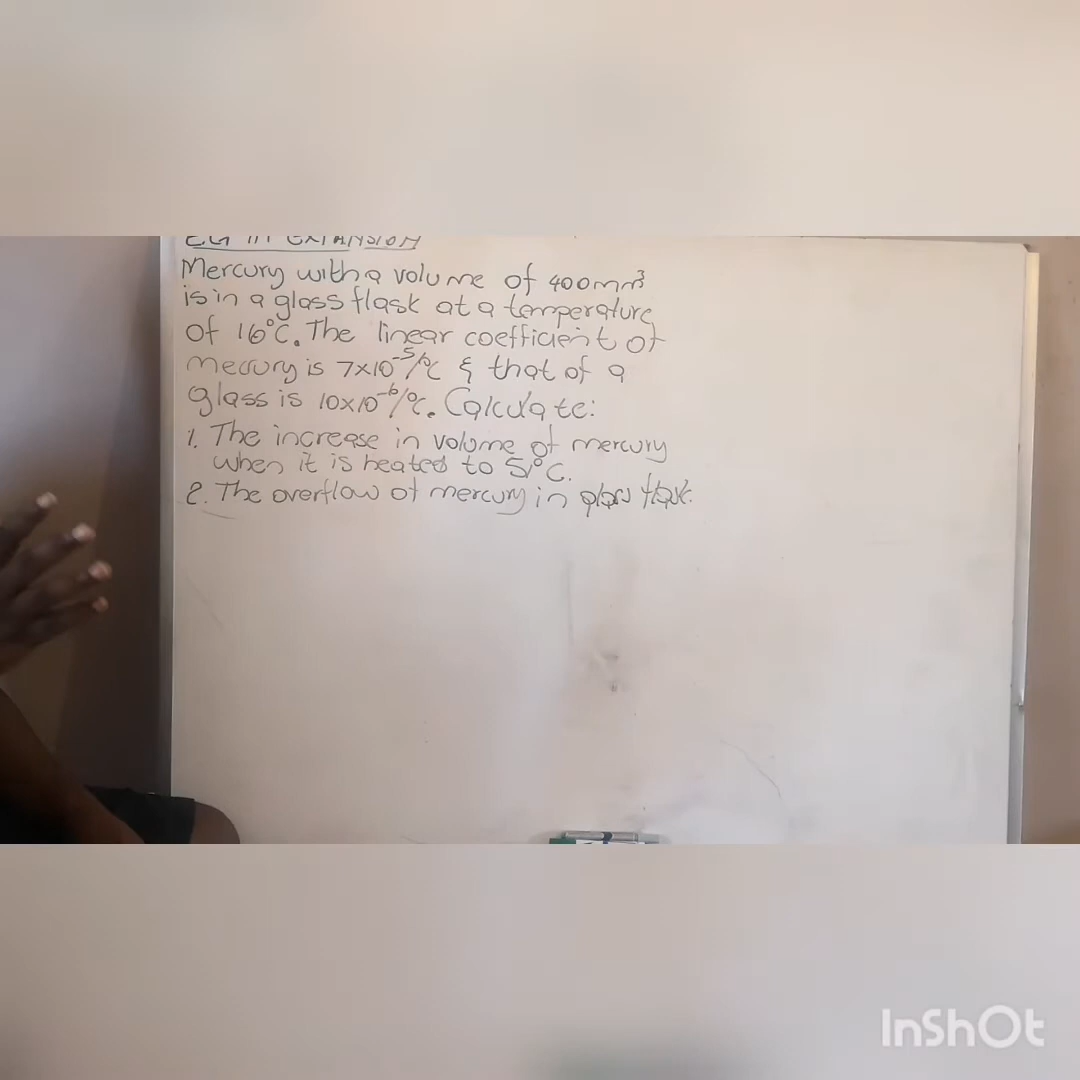 EXPANSION
Mercury with a volume of 400mm³
is in a glass flask at a temperature
of 16°C. The linear coefficient of
mecury is 7x10⁻⁵/°C & that of a
glass is 10x10⁻⁶/°C. Calculate:
1. The increase in volume of mercury
when it is heated to 51°C.
2. The overflow of mercury in glass flask.
InShOt